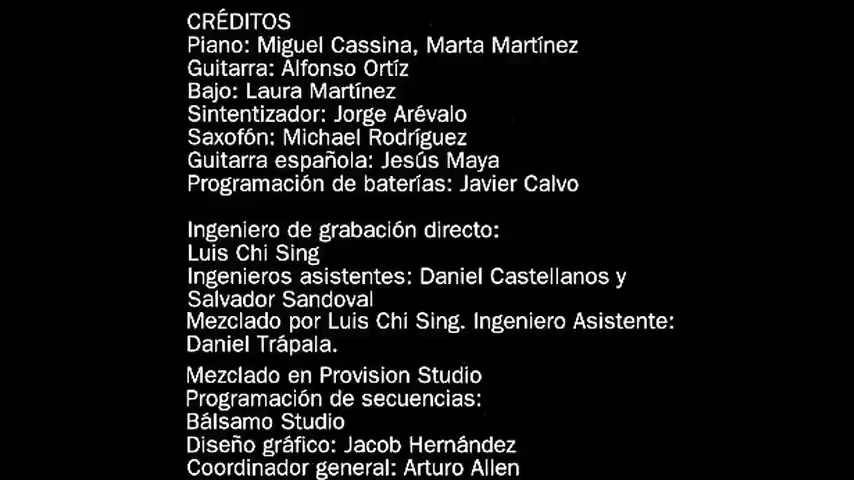 CRÉDITOS
Piano: Miguel Cassina, Marta Martínez
Guitarra: Alfonso Ortíz
Bajo: Laura Martínez
Sintentizador: Jorge Arévalo
Saxofón: Michael Rodríguez
Guitarra española: Jesús Maya
Programación de baterías: Javier Calvo
Ingeniero de grabación directo:
Luis Chi Sing
Ingenieros asistentes: Daniel Castellanos y
Salvador Sandoval
Mezclado por Luis Chi Sing. Ingeniero Asistente:
Daniel Trápala.
Mezclado en Provision Studio
Programación de secuencias:
Bálsamo Studio
Diseño gráfico: Jacob Hernández
Coordinador general: Arturo Allen